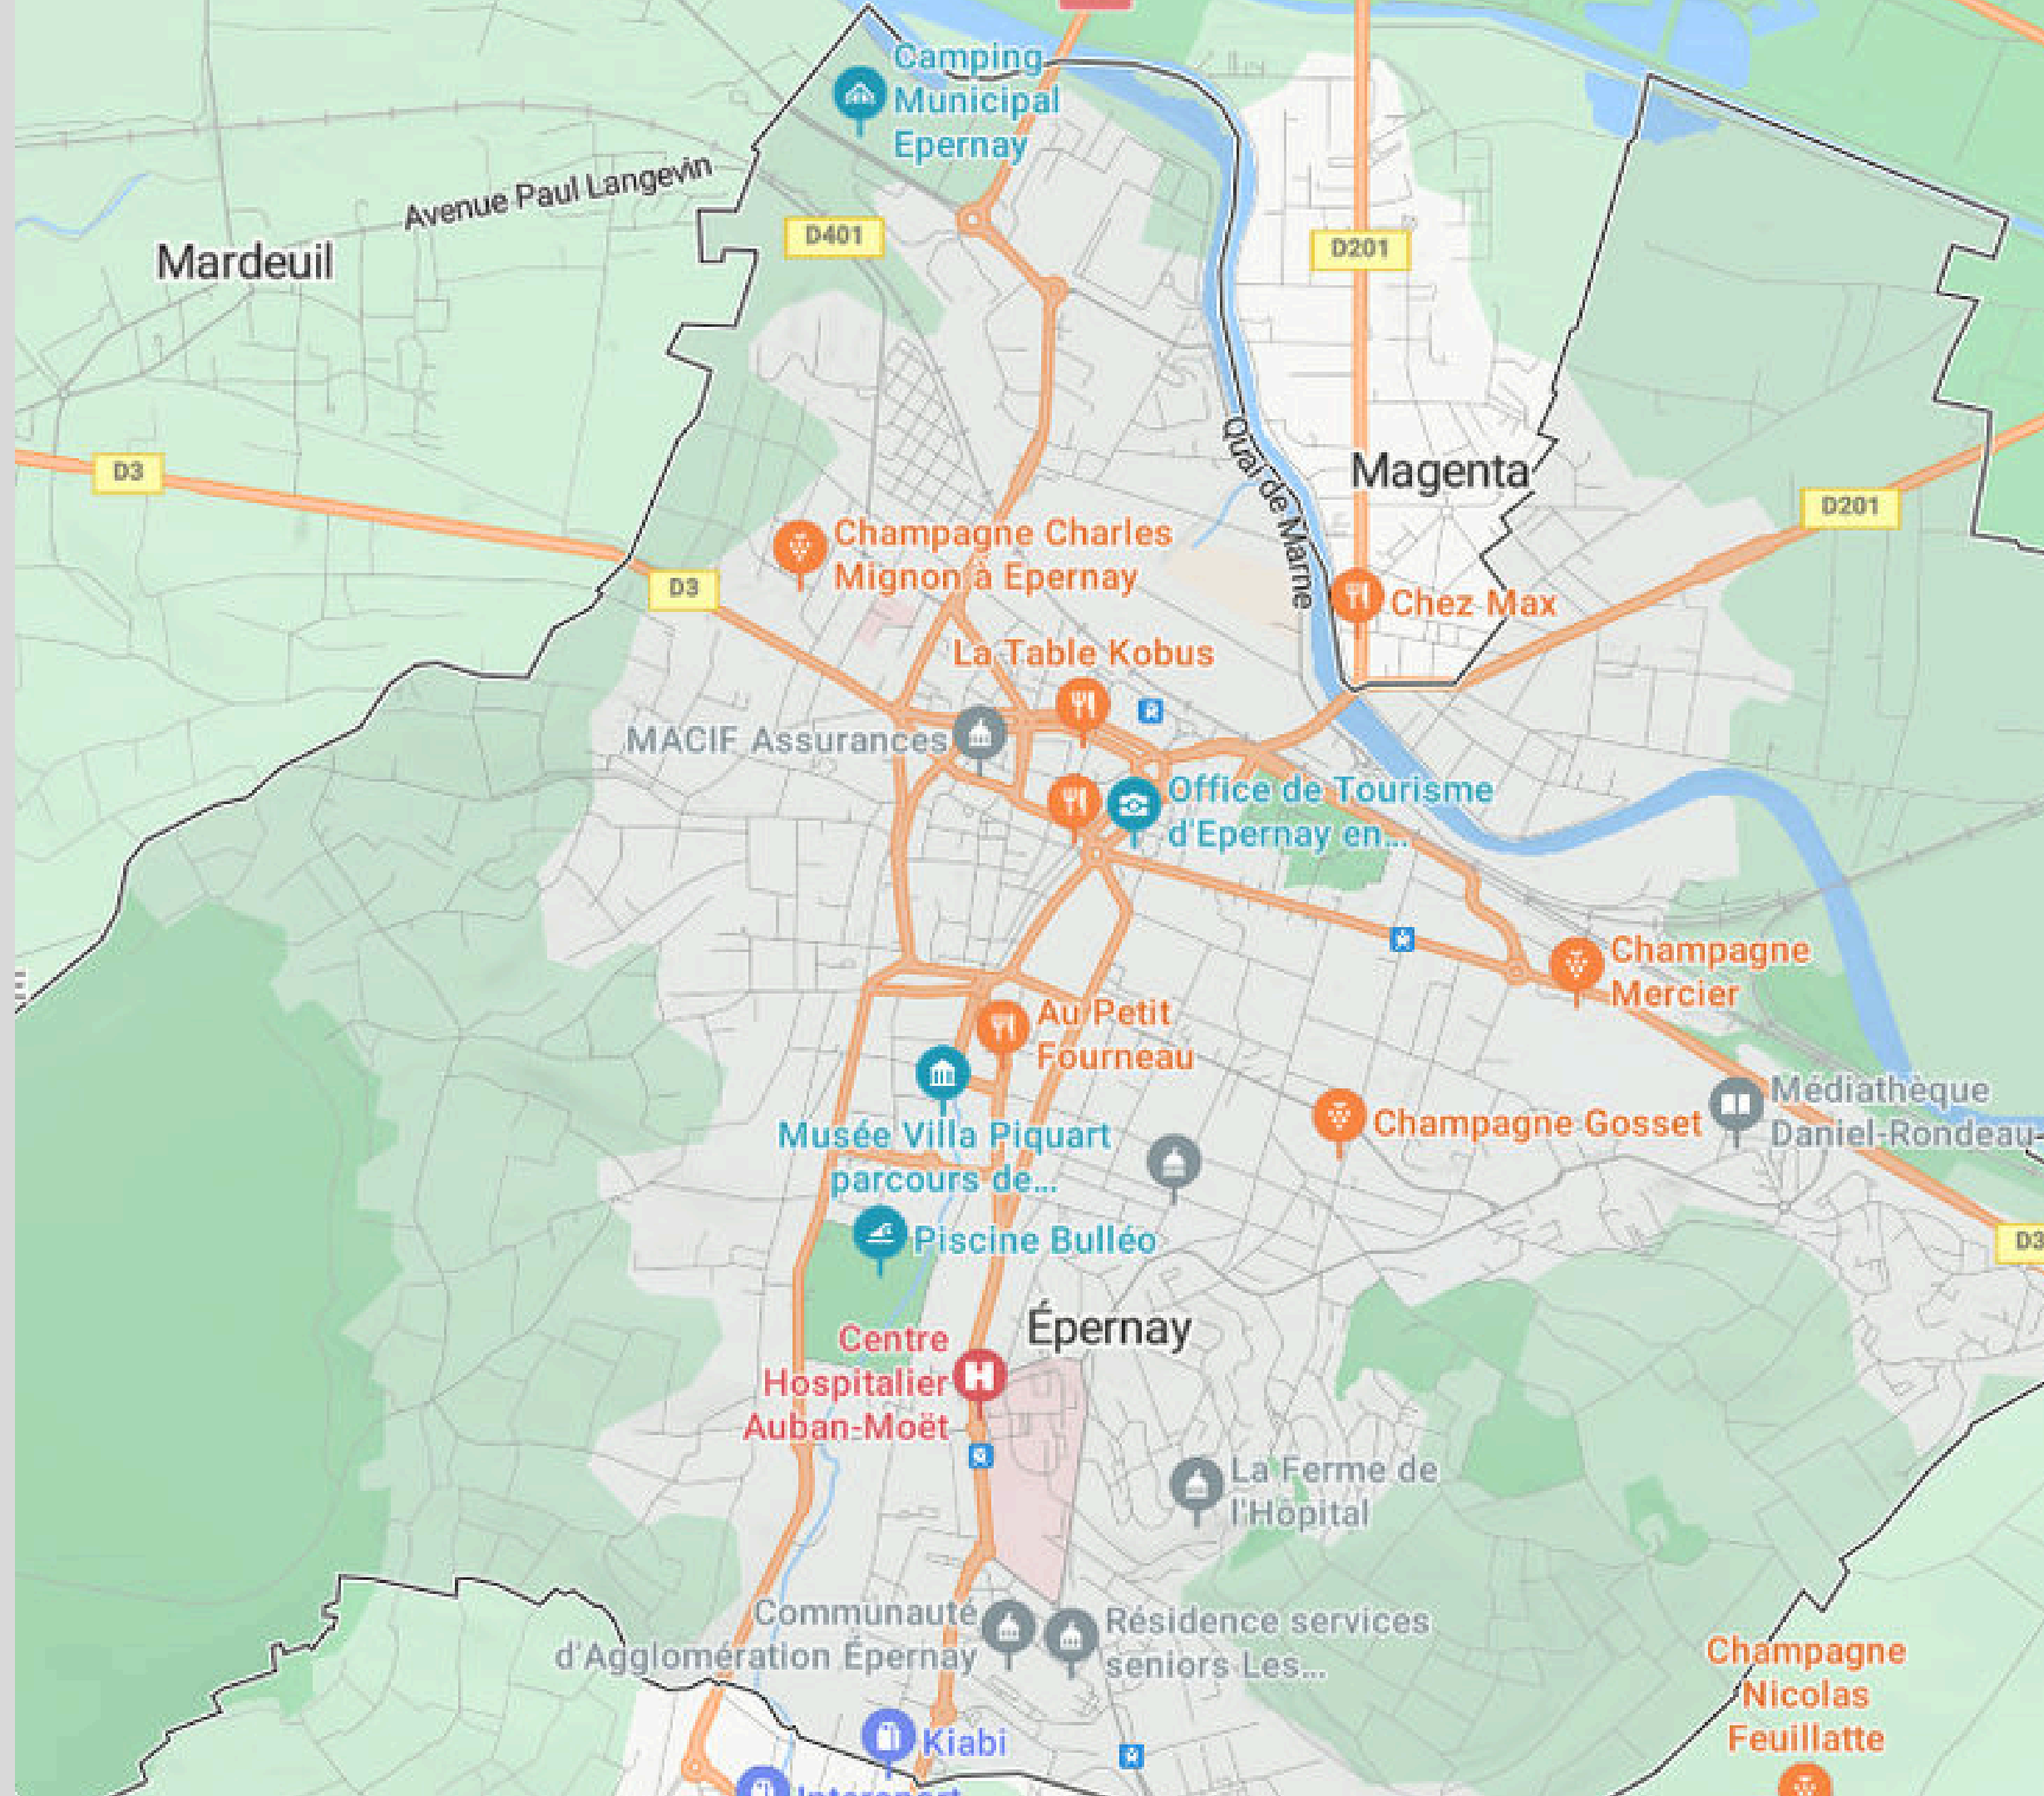 Camping
Municipal
Epernay
Avenue Paul Langevin
D401
D201
Mardeuil
D3
Magenta
Quai de Marne
D201
Champagne Charles
Mignon à Epernay
D3
Chez Max
La Table Kobus
MACIF Assurances
Office de Tourisme
d'Epernay en...
Champagne
Mercier
Au Petit
Fourneau
Médiathèque
Daniel-Rondeau-
Champagne Gosset
Musée Villa Piquart
parcours de...
Piscine Bulléo
D3
Épernay
Centre
Hospitalier
Auban-Moët
La Ferme de
l'Hôpital
Communauté
d'Agglomération Épernay
Résidence services
seniors Les...
Champagne
Nicolas
Feuillatte
Kiabi